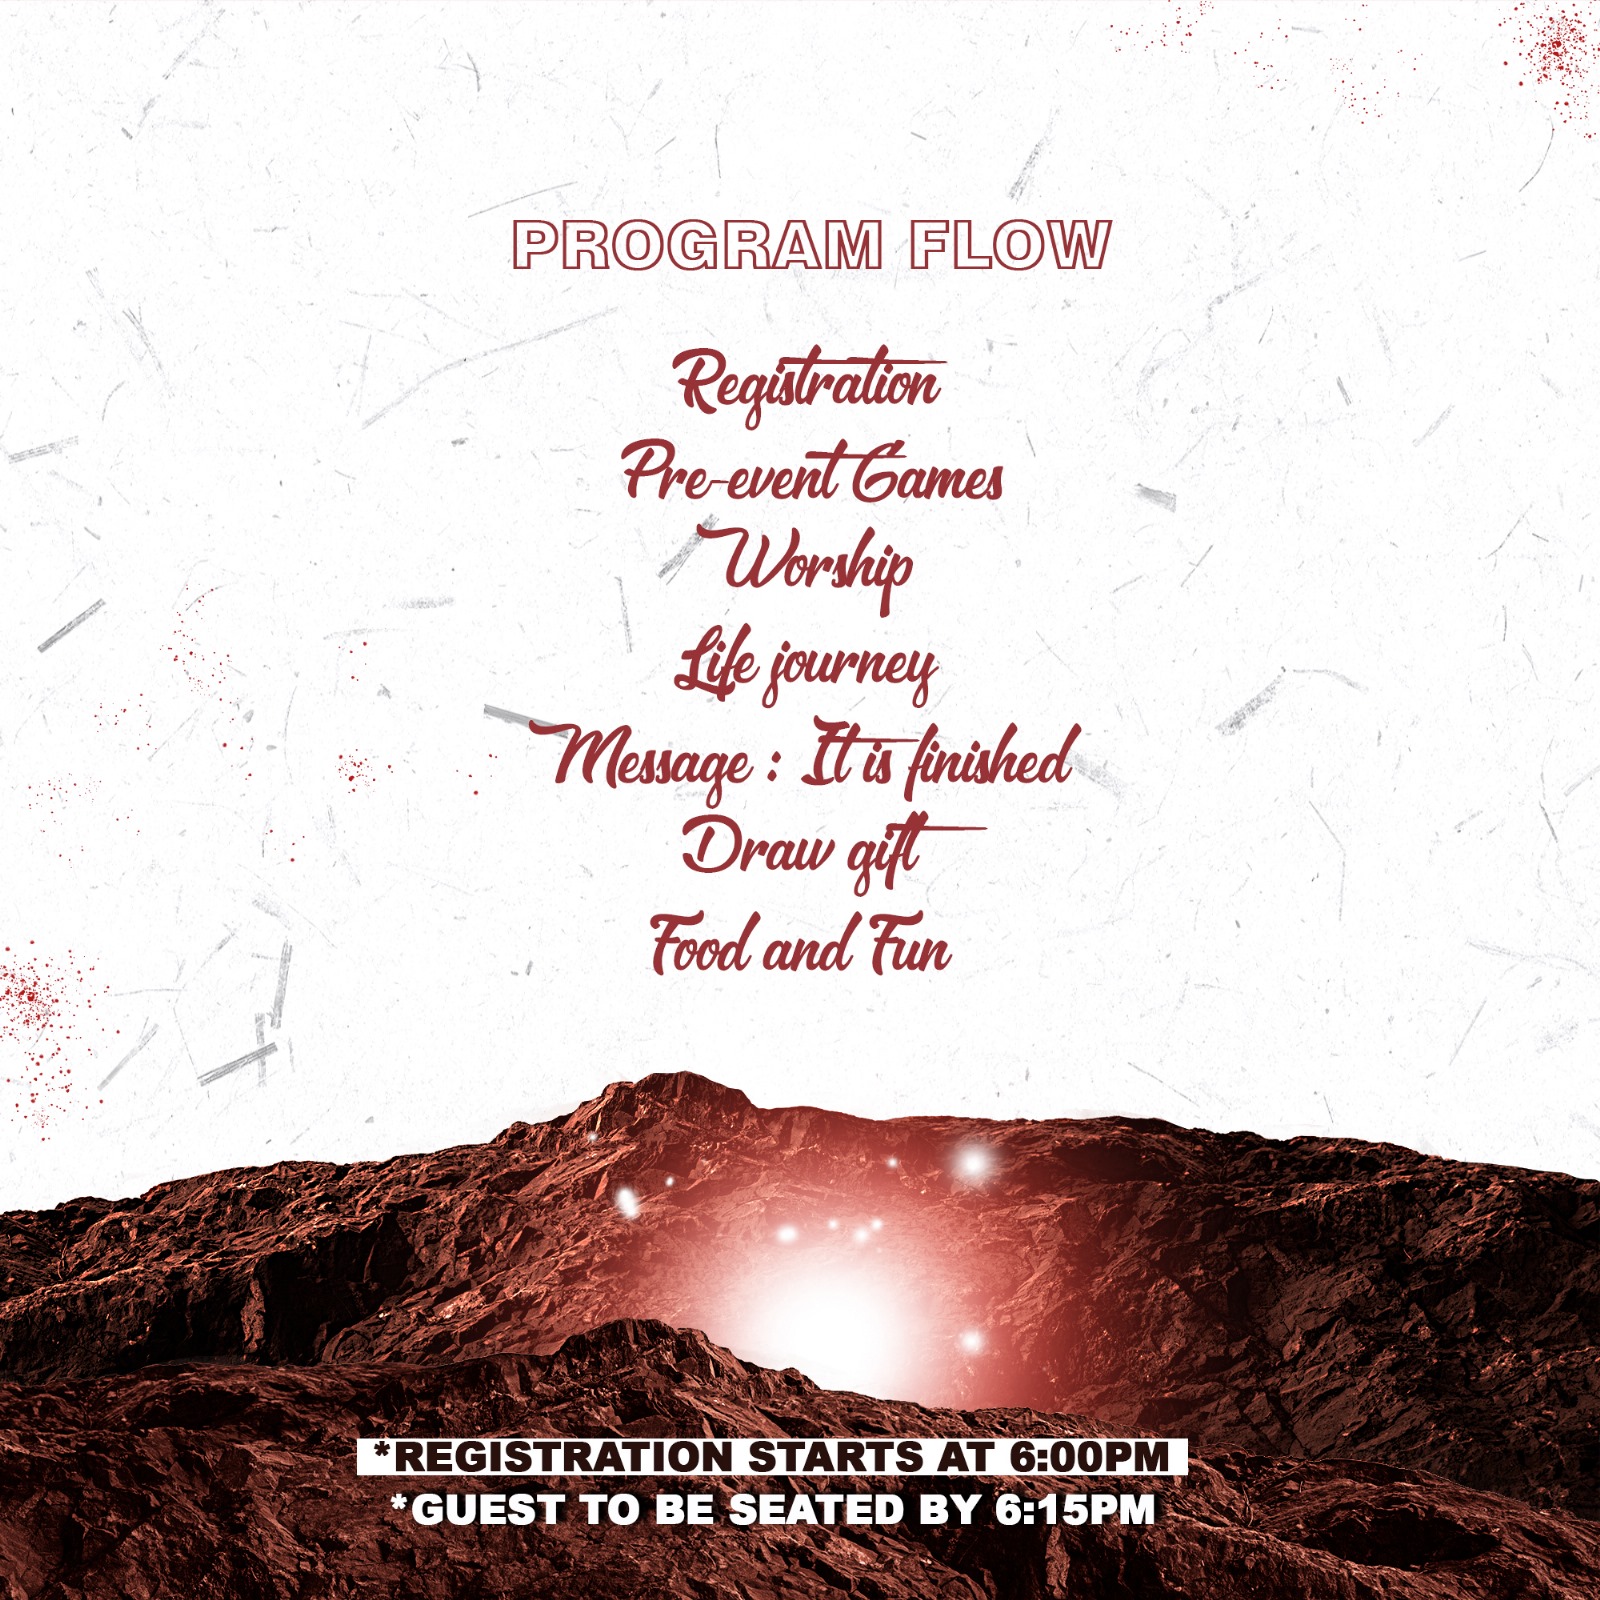 PROGRAM FLOW
Registration
Pre-event Games
Worship
Life journey
Message : It is finished
Draw gift
Food and Fun
*REGISTRATION STARTS AT 6:00PM
*GUEST TO BE SEATED BY 6:15PM